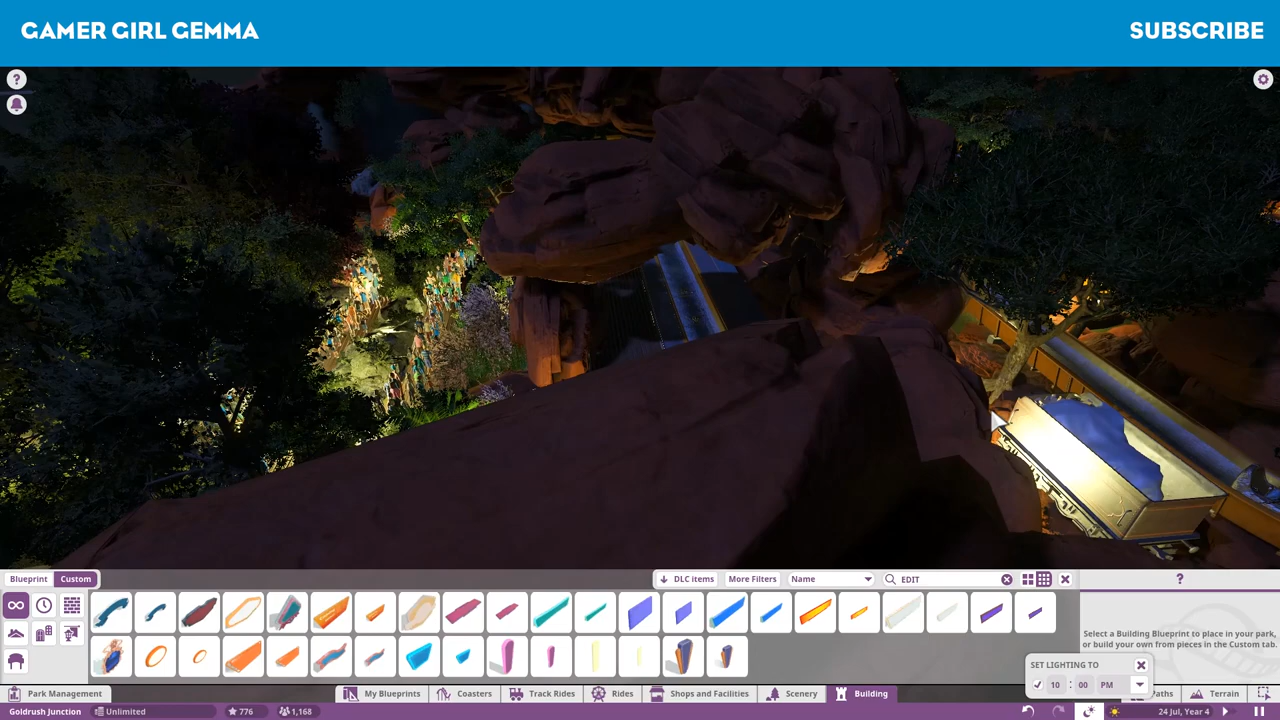 GAMER GIRL GEMMA
SUBSCRIBE
?
Blueprint
Custom
DLC items
More Filters
Name
EDIT
?
Select a Building Blueprint to place in your park,
or build your own from pieces in the Custom tab.
SET LIGHTING TO
10 : 00 PM
Park Management
My Blueprints
Coasters
Track Rides
Rides
Shops and Facilities
Scenery
Building
Paths
Terrain
Goldrush Junction
Unlimited
776
1,168
24 Jul, Year 4